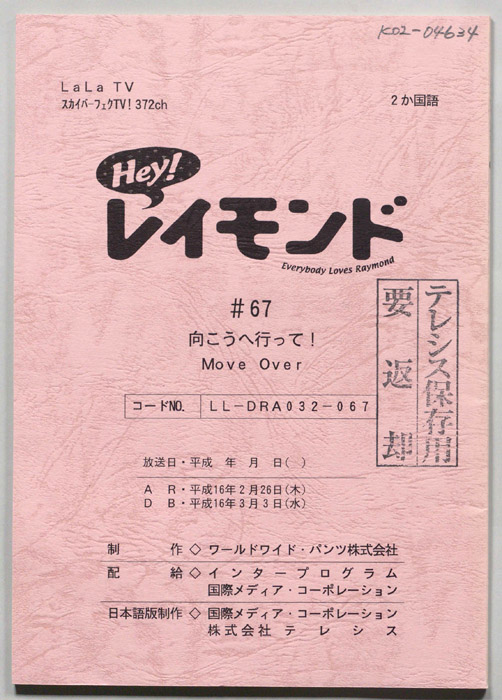 K02-04634
LaLa TV
スカイパーフェクTV! 372ch
2か国語
Hey!
レイモンド
Everybody Loves Raymond
#67
向こうへ行って!
Move Over
テレシス保存用
要返却
コードNO. LL-DRA032-067
放送日・平成 年 月 日( )
A R・平成16年2月26日(木)
D B・平成16年3月3日(水)
制作◇ワールドワイド・パンツ株式会社
配給◇インタープログラム
国際メディア・コーポレーション
日本語版制作◇国際メディア・コーポレーション
株式会社テレシス